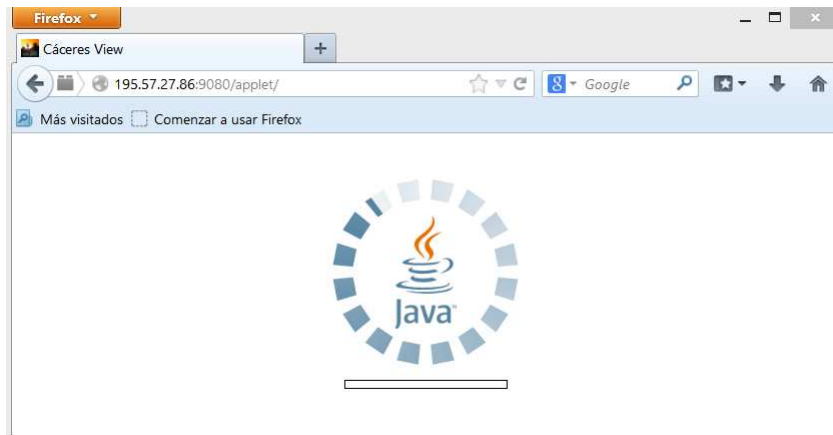 Firefox
Cáceres View
195.57.27.86:9080/applet/
Google
Más visitados Comenzar a usar Firefox
Java